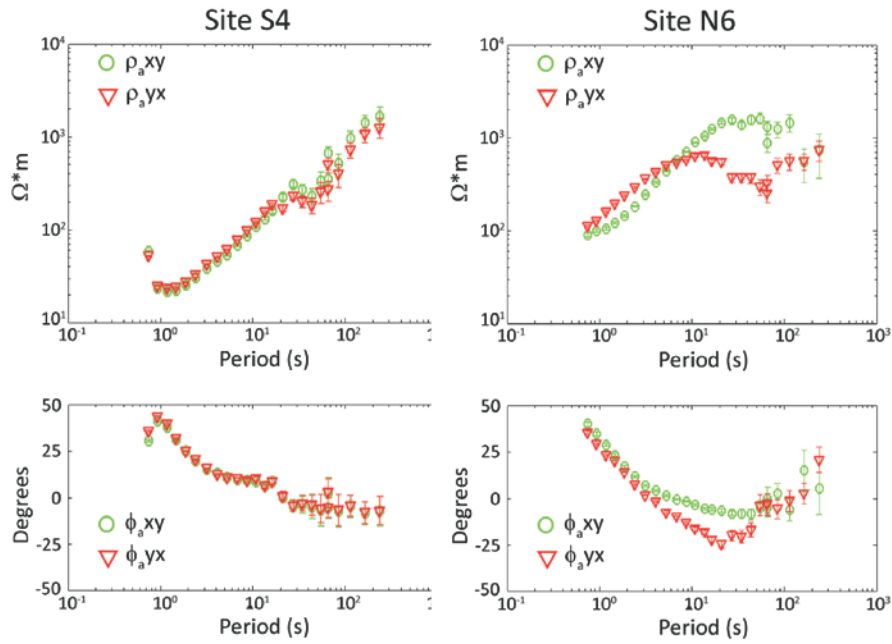 Site S4
Site N6
10⁴
10³
10²
10¹
Ω*m
ρₐxy
ρₐyx
10⁻¹
10⁰
10¹
10²
Period (s)
10⁴
10³
10²
10¹
Ω*m
ρₐxy
ρₐyx
10⁻¹
10⁰
10¹
10²
10³
Period (s)
50
25
0
-25
-50
Degrees
ϕₐxy
ϕₐyx
10⁻¹
10⁰
10¹
10²
Period (s)
50
25
0
-25
-50
Degrees
ϕₐxy
ϕₐyx
10⁻¹
10⁰
10¹
10²
10³
Period (s)